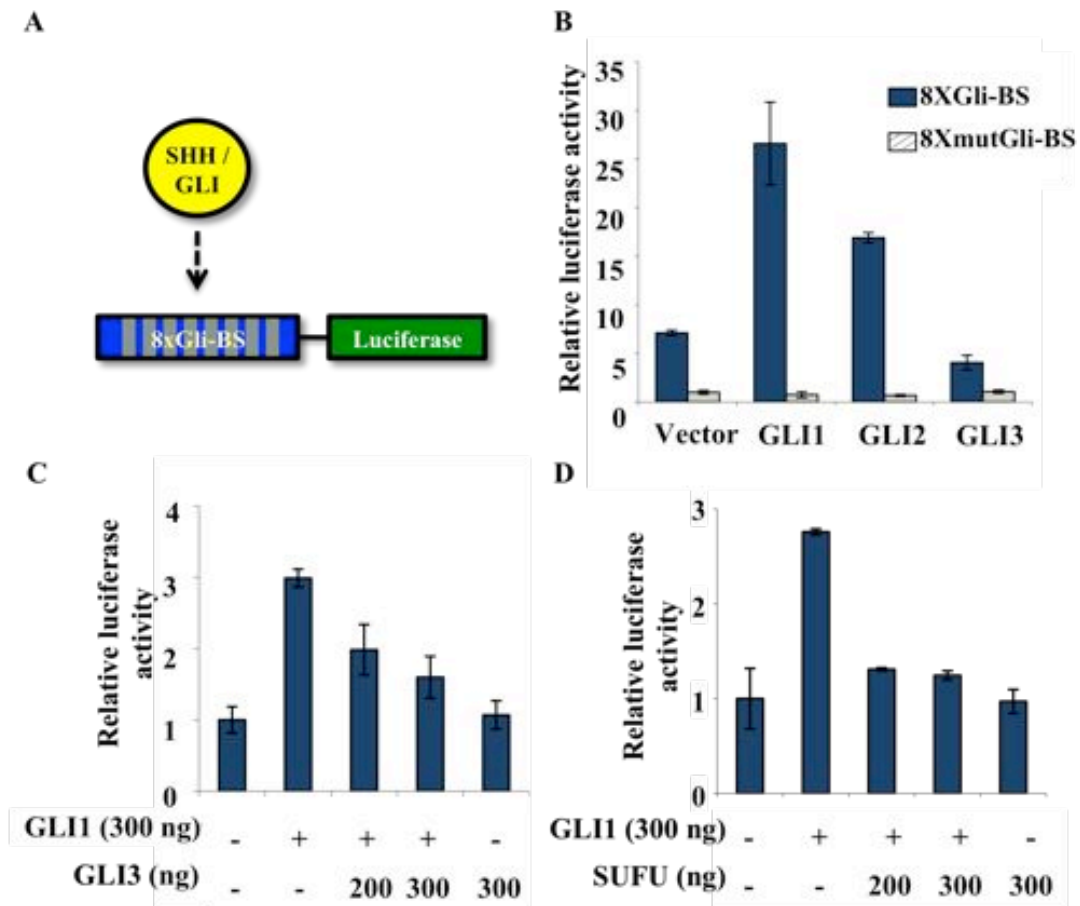 A
SHH /
GLI
8xGli-BS
Luciferase
B
Relative luciferase activity
35
30
25
20
15
10
5
0
8XGli-BS
8XmutGli-BS
Vector GLI1 GLI2 GLI3
C
Relative luciferase
activity
4
3
2
1
0
GLI1 (300 ng) - + + + -
GLI3 (ng) - - 200 300 300
D
Relative luciferase
activity
3
2
1
0
GLI1 (300 ng) - + + + -
SUFU (ng) - - 200 300 300